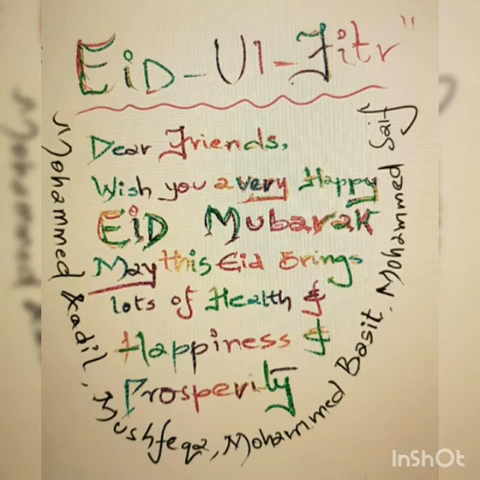 Eid-Ul-Fitr"
Dear Friends,
Wish you a very Happy
EiD Mubarak
May this Eid Brings
lots of Health &
Happiness &
Prosperity
Mohammed &adil, Mushfeqa, Mohammed Basit, Mohammed Saif
InShOt